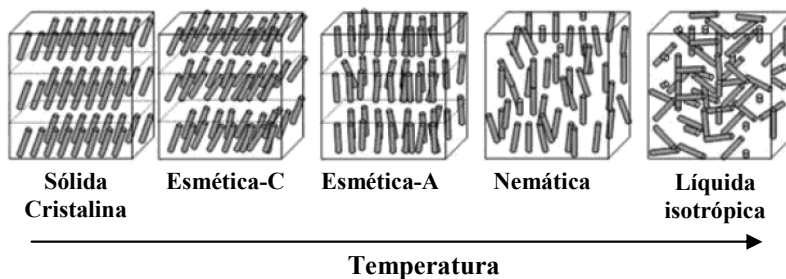 Sólida
Cristalina
Esmética-C
Esmética-A
Nemática
Líquida
isotrópica
Temperatura